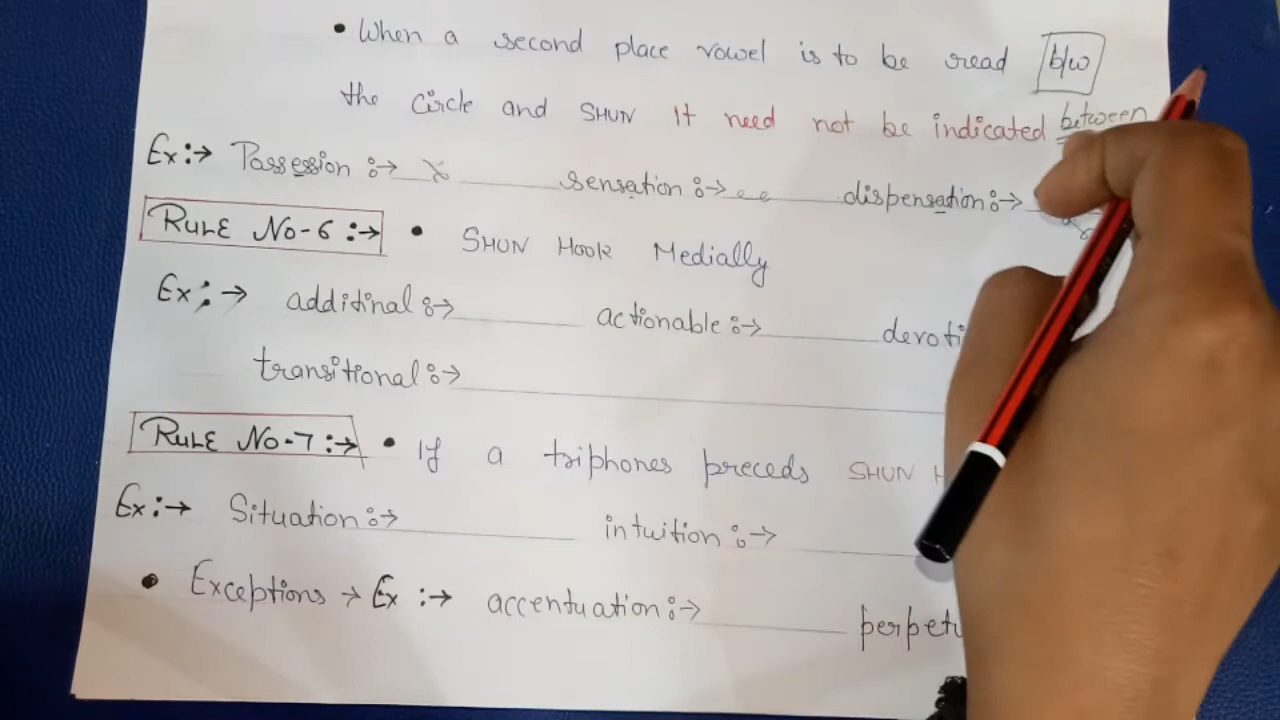 • When a second place vowel is to be read b/w
the circle and SHUN It need not be indicated between
Ex:→ Possession :→ sensation :→ dispensation :→
RULE No-6 :→ • SHUN Hook Medially
Ex:→ additinal :→ actionable :→ devoti
transitional :→
RULE No-7 :→ • If a triphones preceds SHUN H
Ex:→ Situation :→ intuition :→
• Exceptions → Ex :→ accentuation :→ perpetu